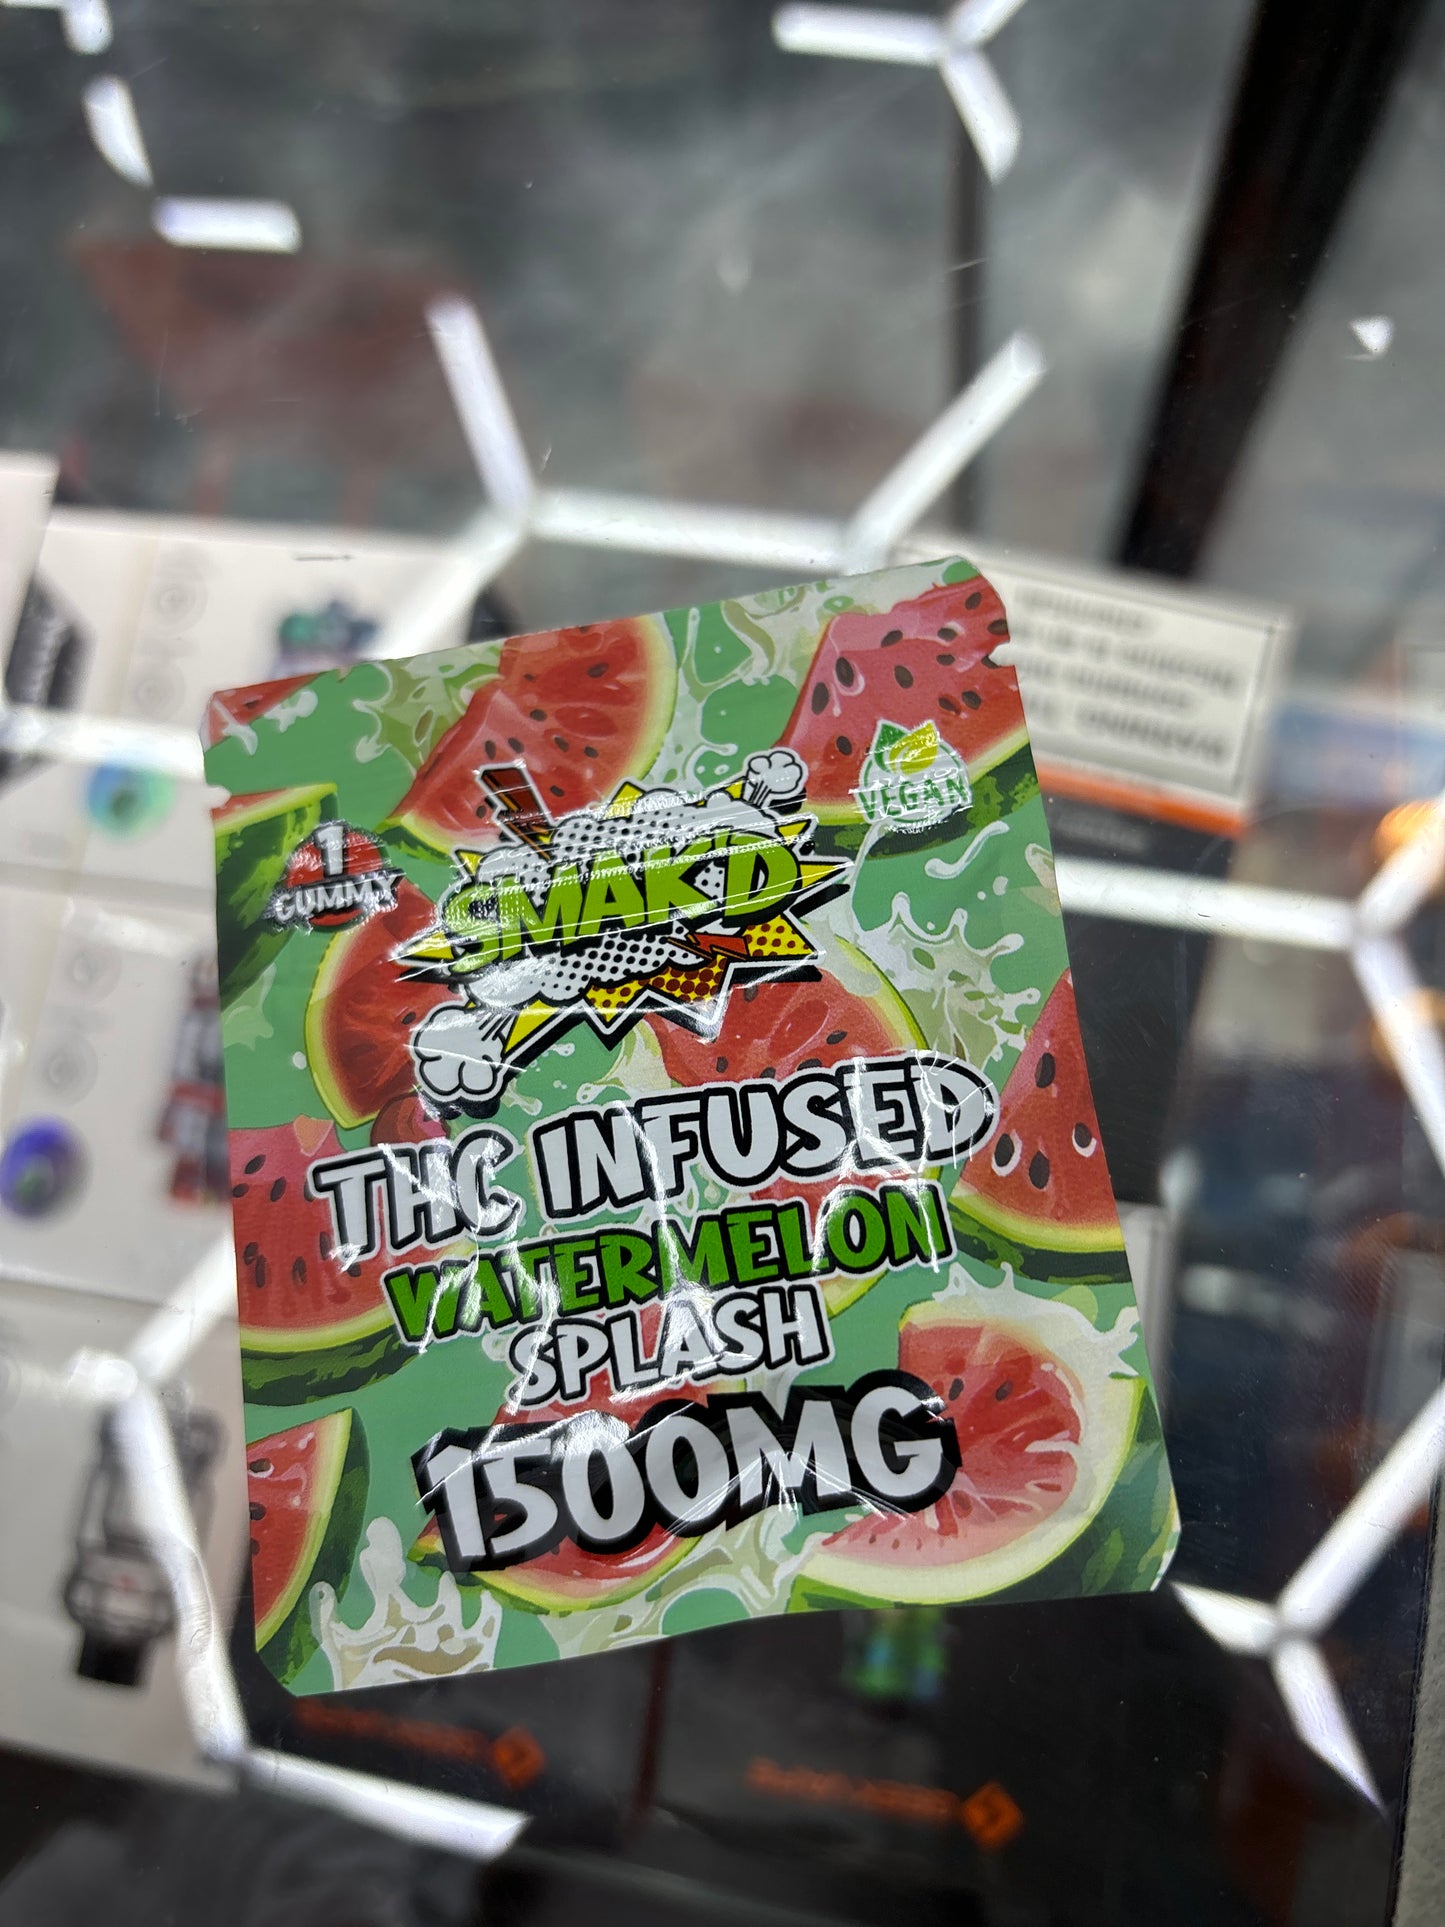 VEGAN
1
GUMMY
SMAK'D
THC INFUSED
WATERMELON
SPLASH
1500MG